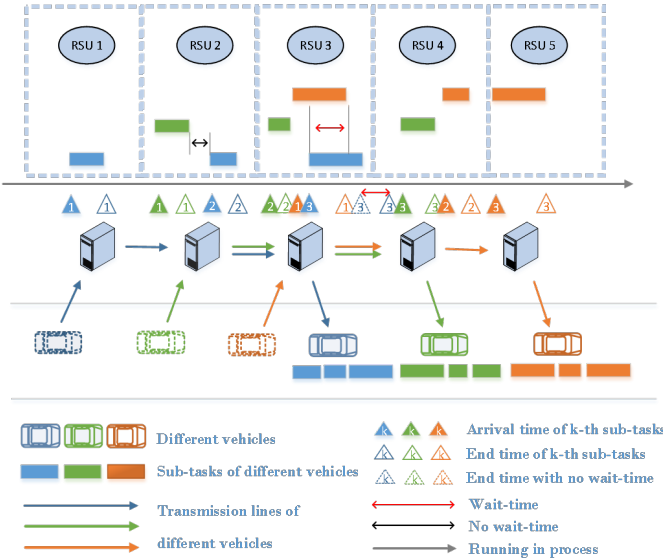 RSU 1 RSU 2 RSU 3 RSU 4 RSU 5
1 1 1 1 2 2 2 2 1 3 1 3 3 3 3 2 2 3 3
k k k Arrival time of k-th sub-tasks
Different vehicles
k k k End time of k-th sub-tasks
Sub-tasks of different vehicles
k k k End time with no wait-time
Wait-time
Transmission lines of
No wait-time
different vehicles
Running in process